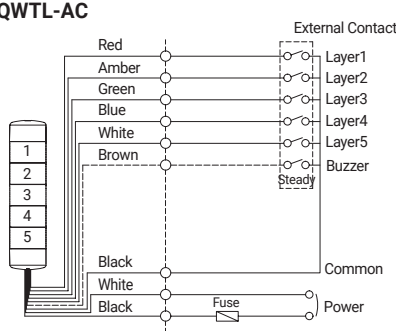 QWTL-AC
External Contact
Red Layer1
Amber Layer2
Green Layer3
Blue Layer4
White Layer5
Brown Buzzer
Steady
1
2
3
4
5
Black Common
White
Black Fuse Power